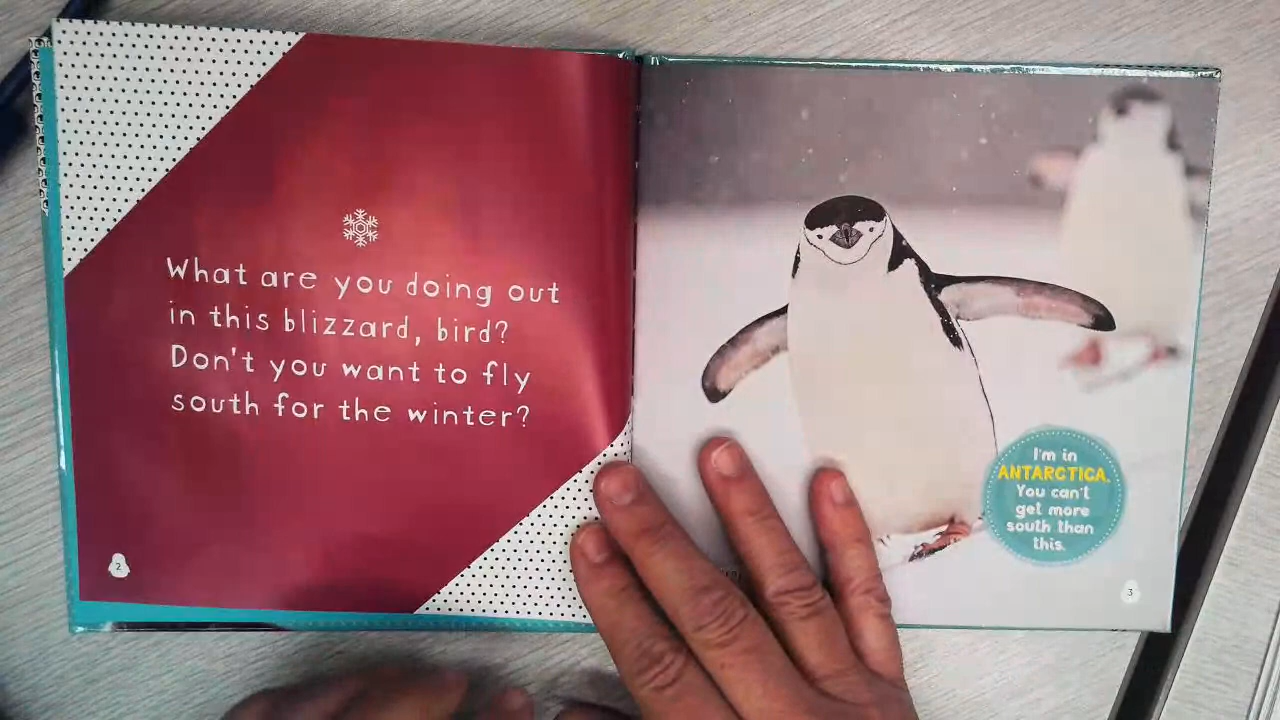 What are you doing out
in this blizzard, bird?
Don't you want to fly
south for the winter?
2
I'm in
ANTARCTICA.
You can't
get more
south than
this.
3